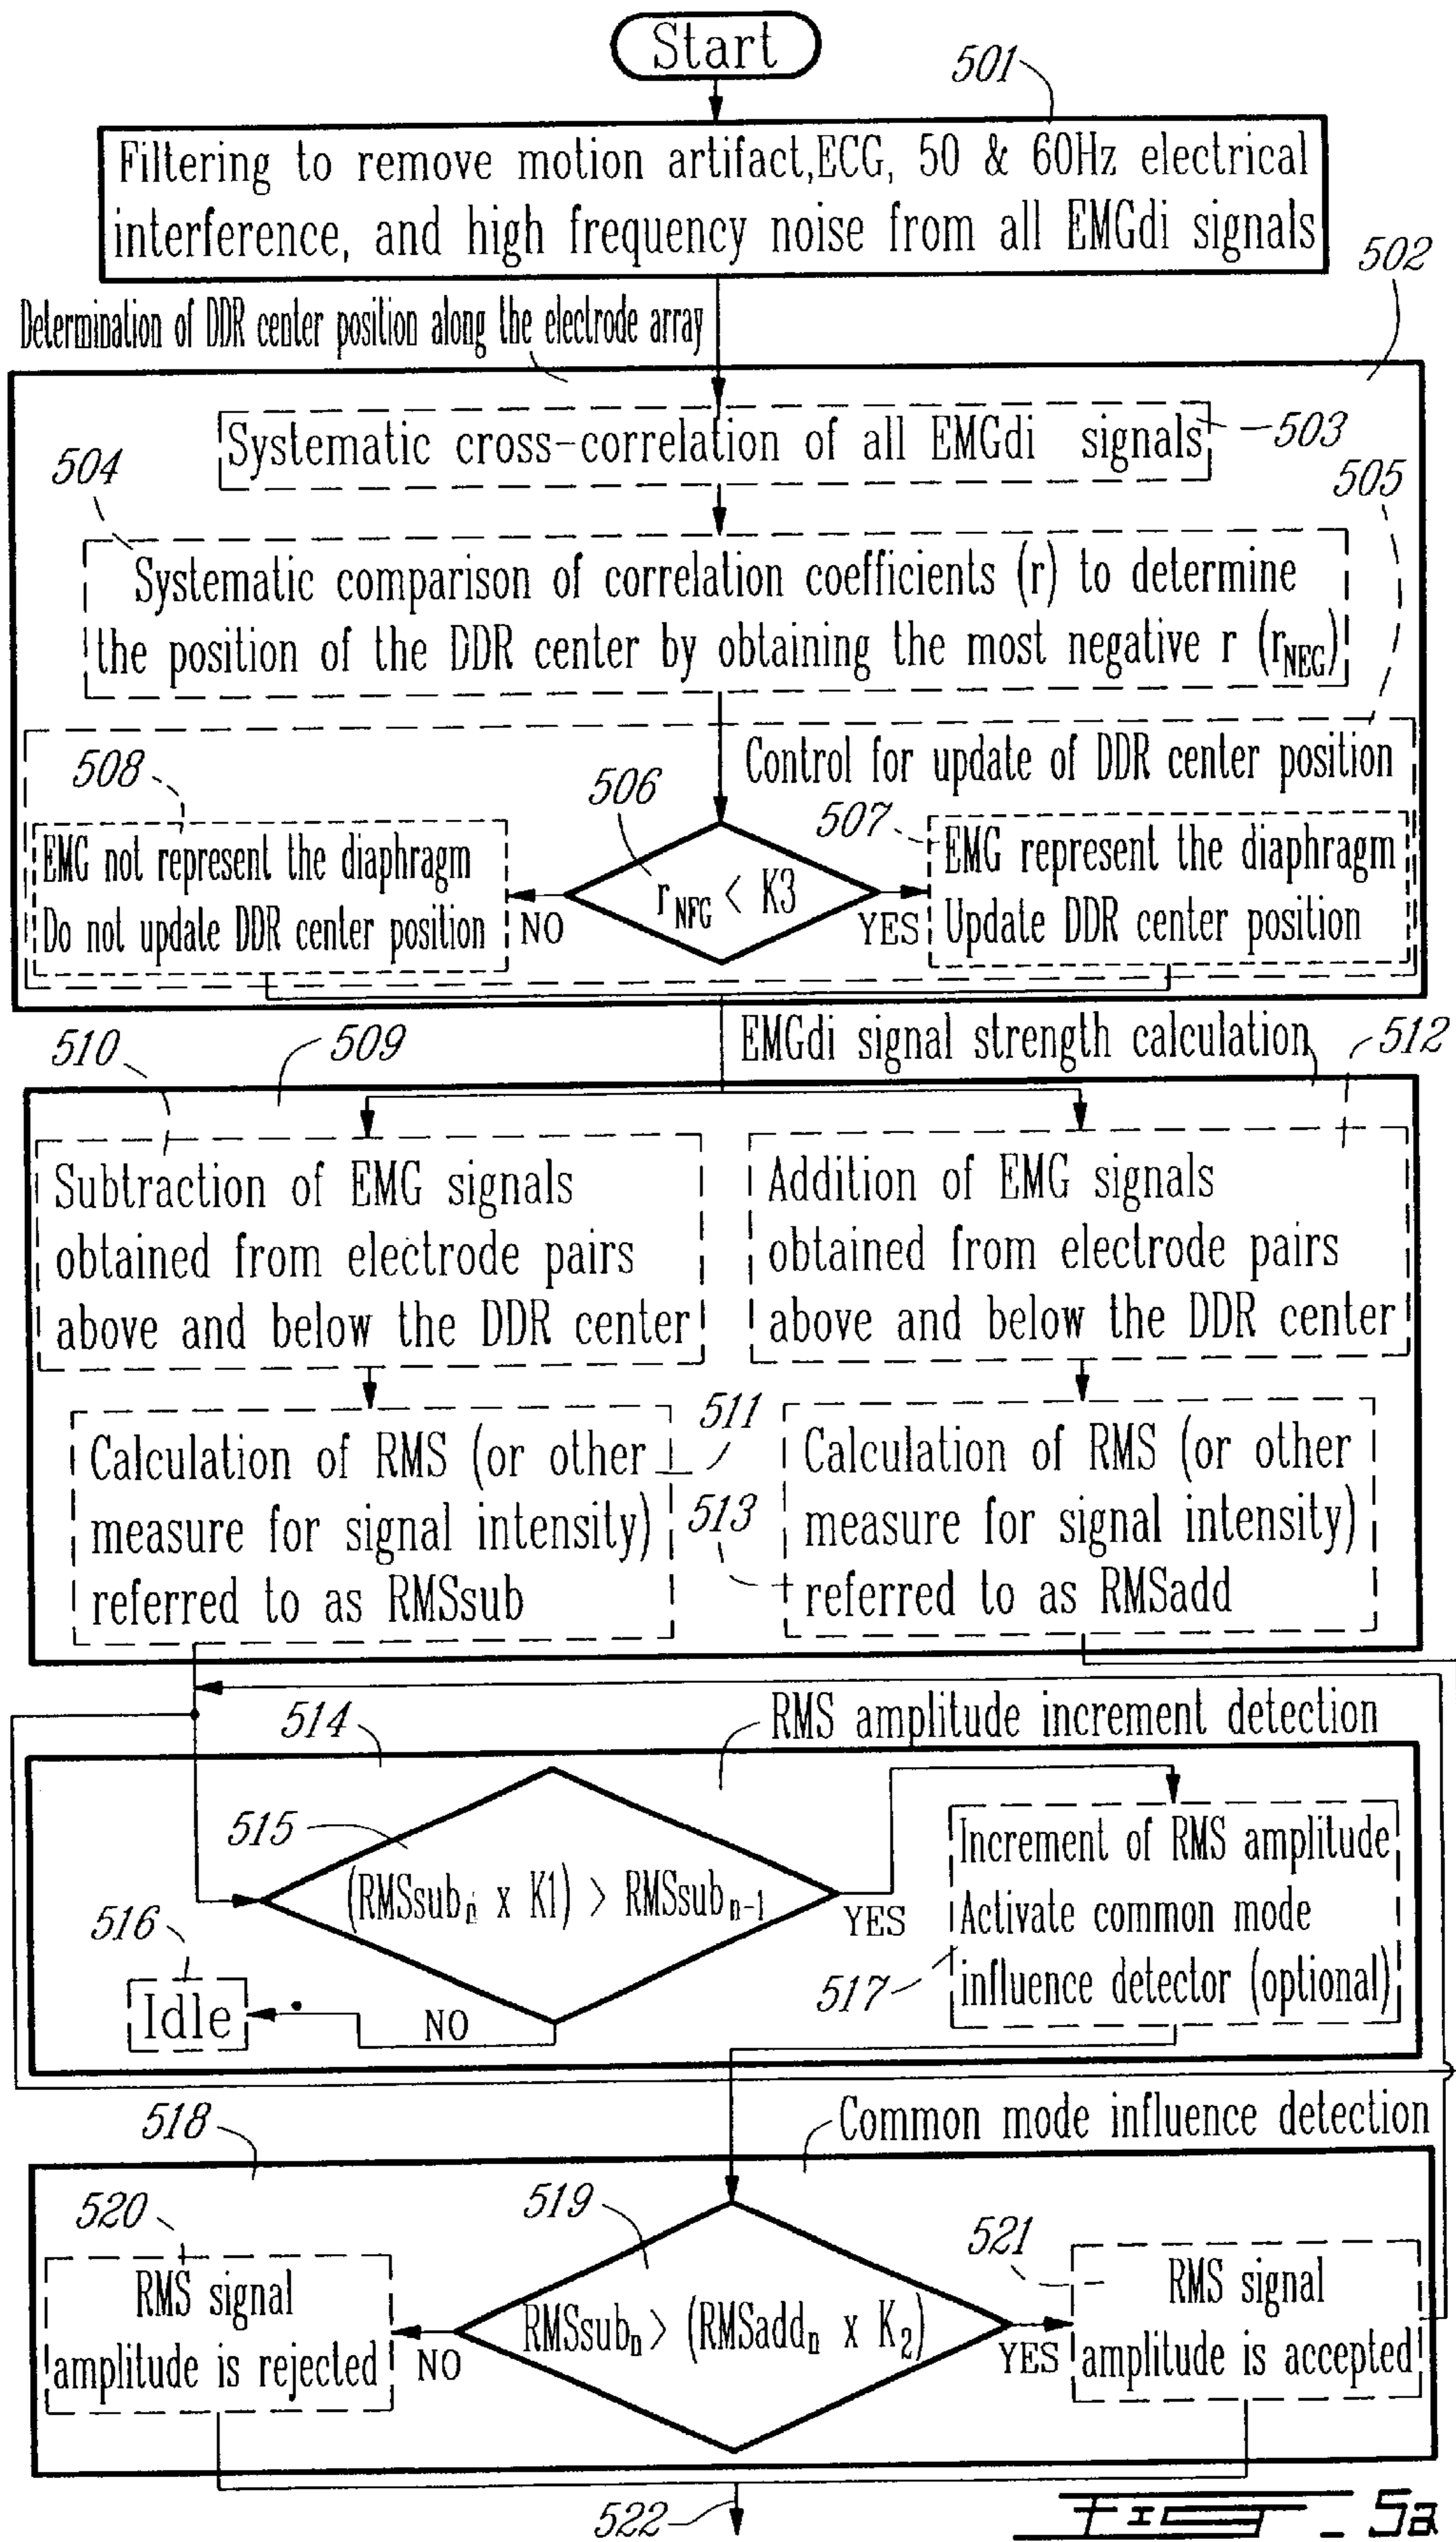 Start
501
Filtering to remove motion artifact,ECG, 50 & 60Hz electrical
interference, and high frequency noise from all EMGdi signals
502
Determination of DDR center position along the electrode array
Systematic cross-correlation of all EMGdi signals
503
504
505
Systematic comparison of correlation coefficients (r) to determine
the position of the DDR center by obtaining the most negative r (rNEG)
Control for update of DDR center position
508
506
507
EMG not represent the diaphragm
Do not update DDR center position
NO
rNEG < K3
YES
EMG represent the diaphragm
Update DDR center position
EMGdi signal strength calculation
510
509
512
Subtraction of EMG signals
obtained from electrode pairs
above and below the DDR center
Addition of EMG signals
obtained from electrode pairs
above and below the DDR center
511
Calculation of RMS (or other
measure for signal intensity)
referred to as RMSsub
513
Calculation of RMS (or other
measure for signal intensity)
referred to as RMSadd
514
RMS amplitude increment detection
515
(RMSsubn x K1) > RMSsubn-1
YES
Increment of RMS amplitude
Activate common mode
influence detector (optional)
516
517
Idle
NO
518
Common mode influence detection
520
519
521
RMS signal
amplitude is rejected
NO
RMSsubn > (RMSaddn x K2)
YES
RMS signal
amplitude is accepted
522
FIG_5a